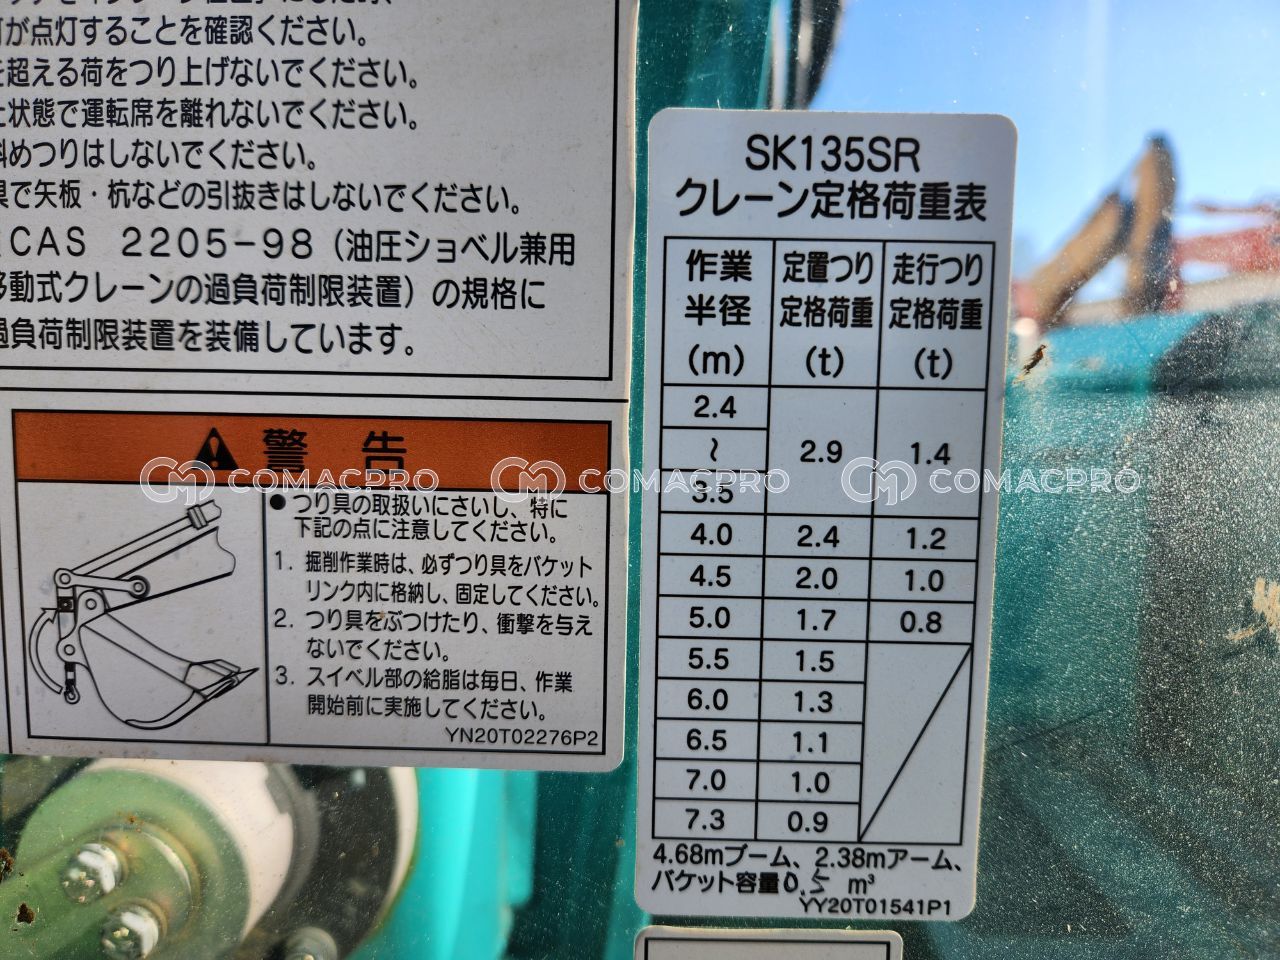 が点灯することを確認ください。
超える荷をつり上げないでください。
状態で運転席を離れないでください。
斜めつりはしないでください。
具で矢板・杭などの引抜きはしないでください。
CAS 2205-98（油圧ショベル兼用
移動式クレーンの過負荷制限装置）の規格に
過負荷制限装置を装備しています。
警告
●つり具の取扱いにさいし、特に
下記の点に注意してください。
1. 掘削作業時は、必ずつり具をバケット
リンク内に格納し、固定してください。
2. つり具をぶつけたり、衝撃を与え
ないでください。
3. スイベル部の給脂は毎日、作業
開始前に実施してください。
YN20T02276P2
SK135SR
クレーン定格荷重表
作業半径(m) 定置つり定格荷重(t) 走行つり定格荷重(t)
2.4
~ 2.9 1.4
3.5
4.0 2.4 1.2
4.5 2.0 1.0
5.0 1.7 0.8
5.5 1.5
6.0 1.3
6.5 1.1
7.0 1.0
7.3 0.9
4.68mブーム、2.38mアーム、
バケット容量0.5 m³
YY20T01541P1
COMACPRO COMACPRO COMACPRO